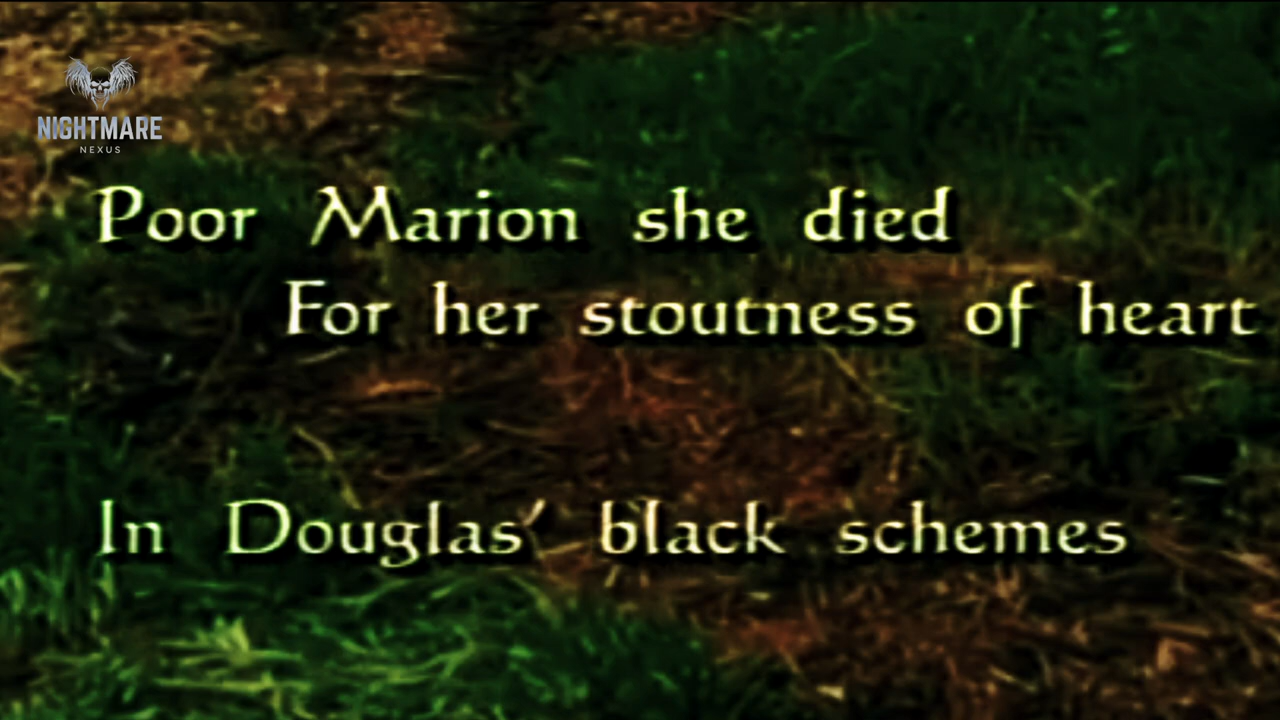 NIGHTMARE
NEXUS
Poor Marion she died
For her stoutness of heart
In Douglas' black schemes